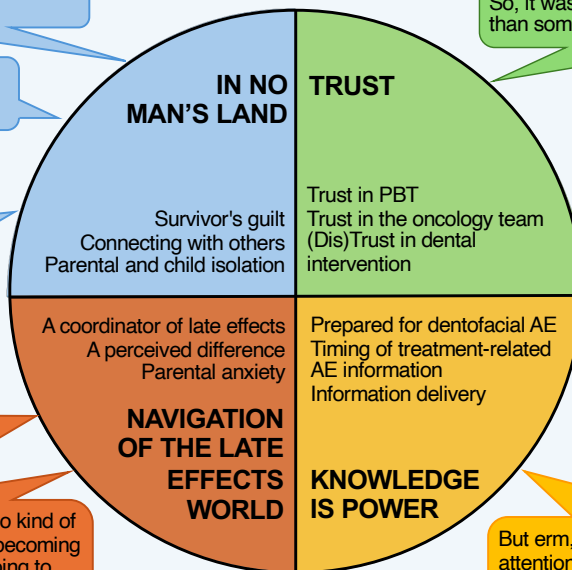 So, it was
than som
IN NO
MAN'S LAND
Survivor's guilt
Connecting with others
Parental and child isolation
TRUST
Trust in PBT
Trust in the oncology team
(Dis)Trust in dental
intervention
A coordinator of late effects
A perceived difference
Parental anxiety
NAVIGATION
OF THE LATE
EFFECTS
WORLD
Prepared for dentofacial AE
Timing of treatment-related
AE information
Information delivery
KNOWLEDGE
IS POWER
o kind of
becoming
ing to
But erm,
attention